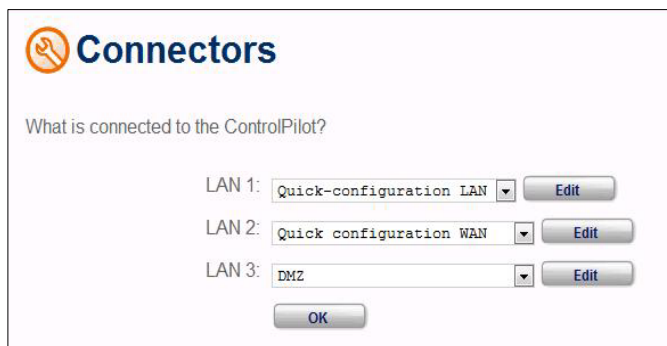 Connectors
What is connected to the ControlPilot?
LAN 1: Quick-configuration LAN Edit
LAN 2: Quick configuration WAN Edit
LAN 3: DMZ Edit
OK